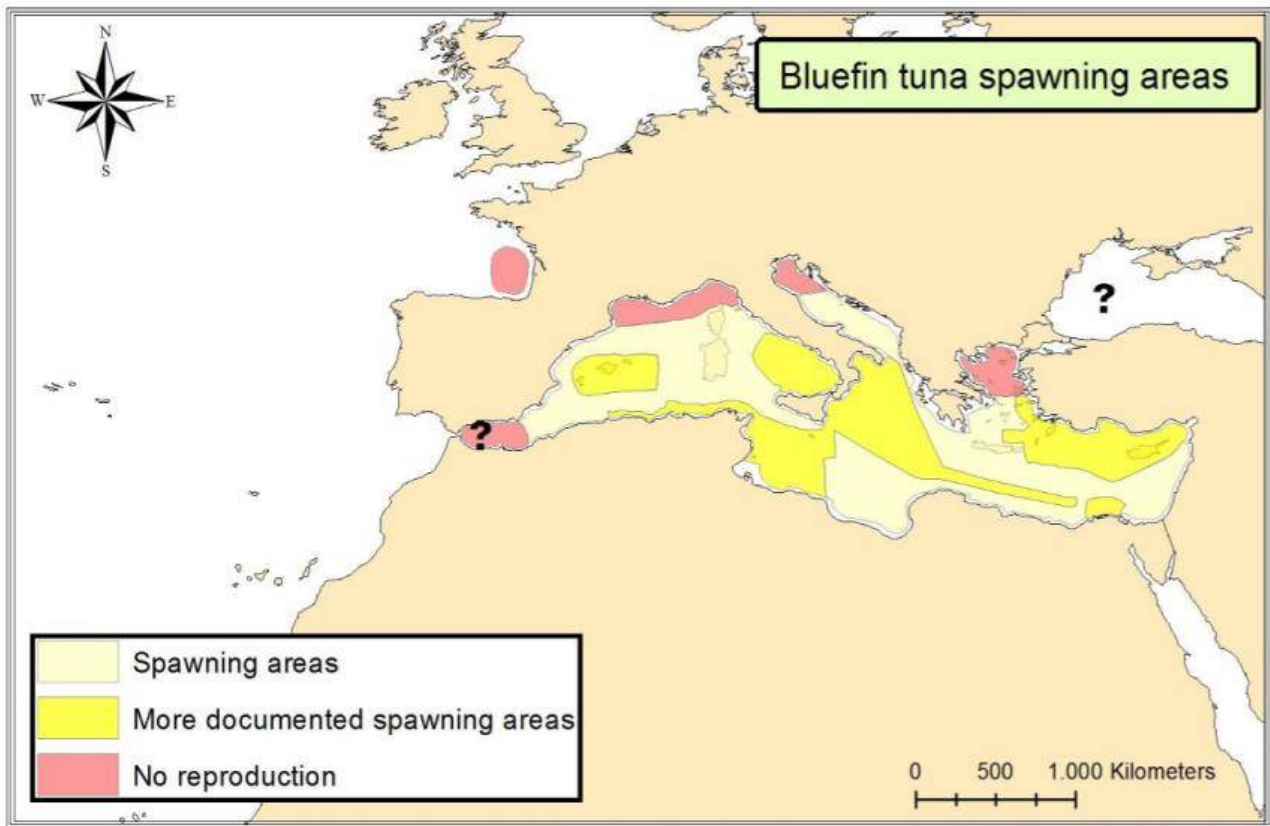 N
W E
S
Bluefin tuna spawning areas
?
?
Spawning areas
More documented spawning areas
No reproduction
0 500 1.000 Kilometers